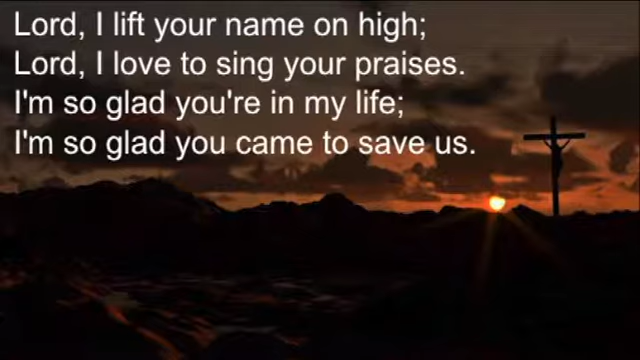 Lord, I lift your name on high;
Lord, I love to sing your praises.
I'm so glad you're in my life;
I'm so glad you came to save us.